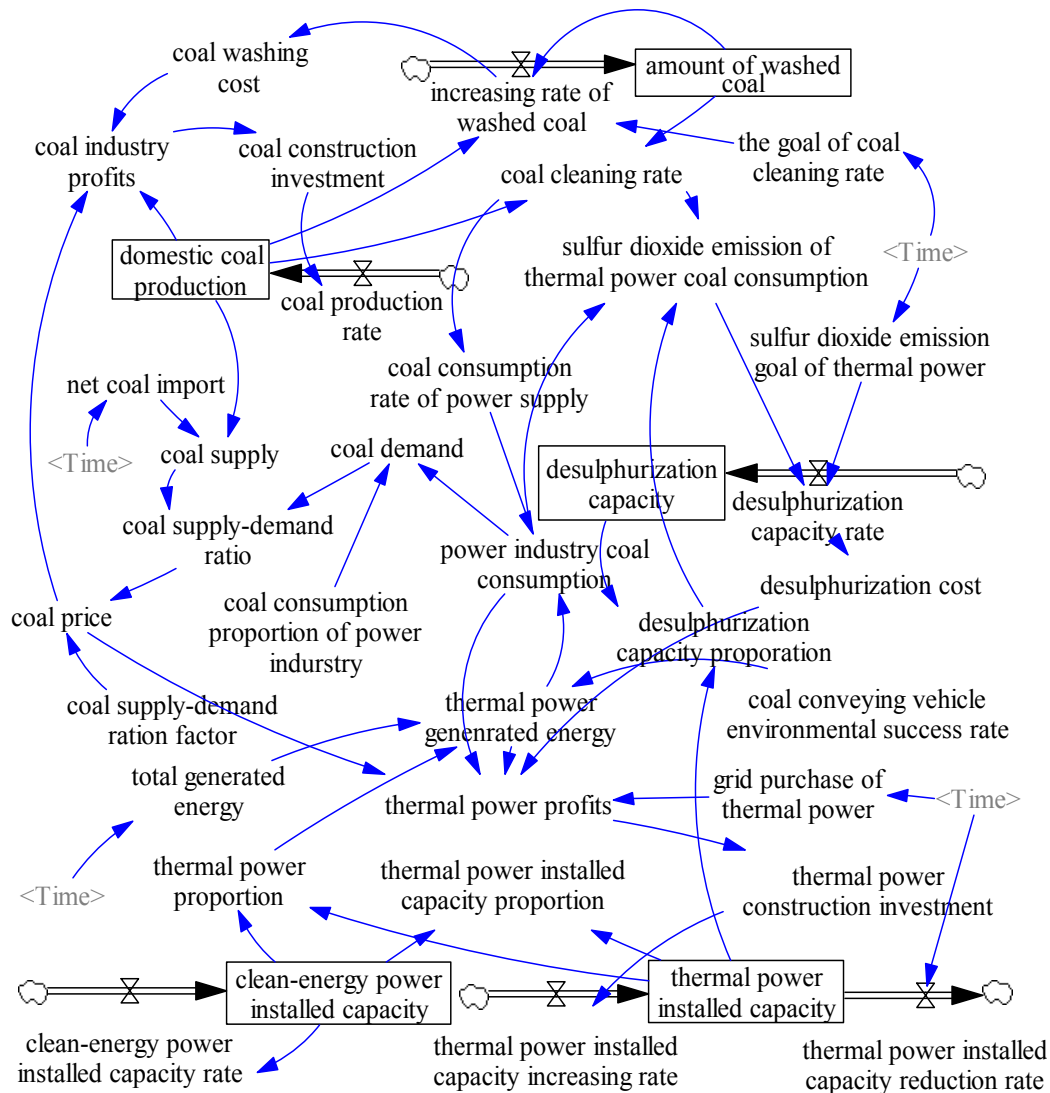 coal washing
cost
amount of washed
coal
increasing rate of
washed coal
coal industry
profits
coal construction
investment
the goal of coal
cleaning rate
coal cleaning rate
domestic coal
production
sulfur dioxide emission of
thermal power coal consumption
<Time>
coal production
rate
sulfur dioxide emission
goal of thermal power
net coal import
coal consumption
rate of power supply
<Time>
coal supply
coal demand
desulphurization
capacity
desulphurization
capacity rate
coal supply-demand
ratio
power industry coal
consumption
desulphurization cost
coal price
coal consumption
proportion of power
indurstry
desulphurization
capacity proporation
coal supply-demand
ration factor
thermal power
genenrated energy
coal conveying vehicle
environmental success rate
total generated
energy
thermal power profits
grid purchase of
thermal power
<Time>
<Time>
thermal power
proportion
thermal power installed
capacity proportion
thermal power
construction investment
clean-energy power
installed capacity
thermal power
installed capacity
clean-energy power
installed capacity rate
thermal power installed
capacity increasing rate
thermal power installed
capacity reduction rate